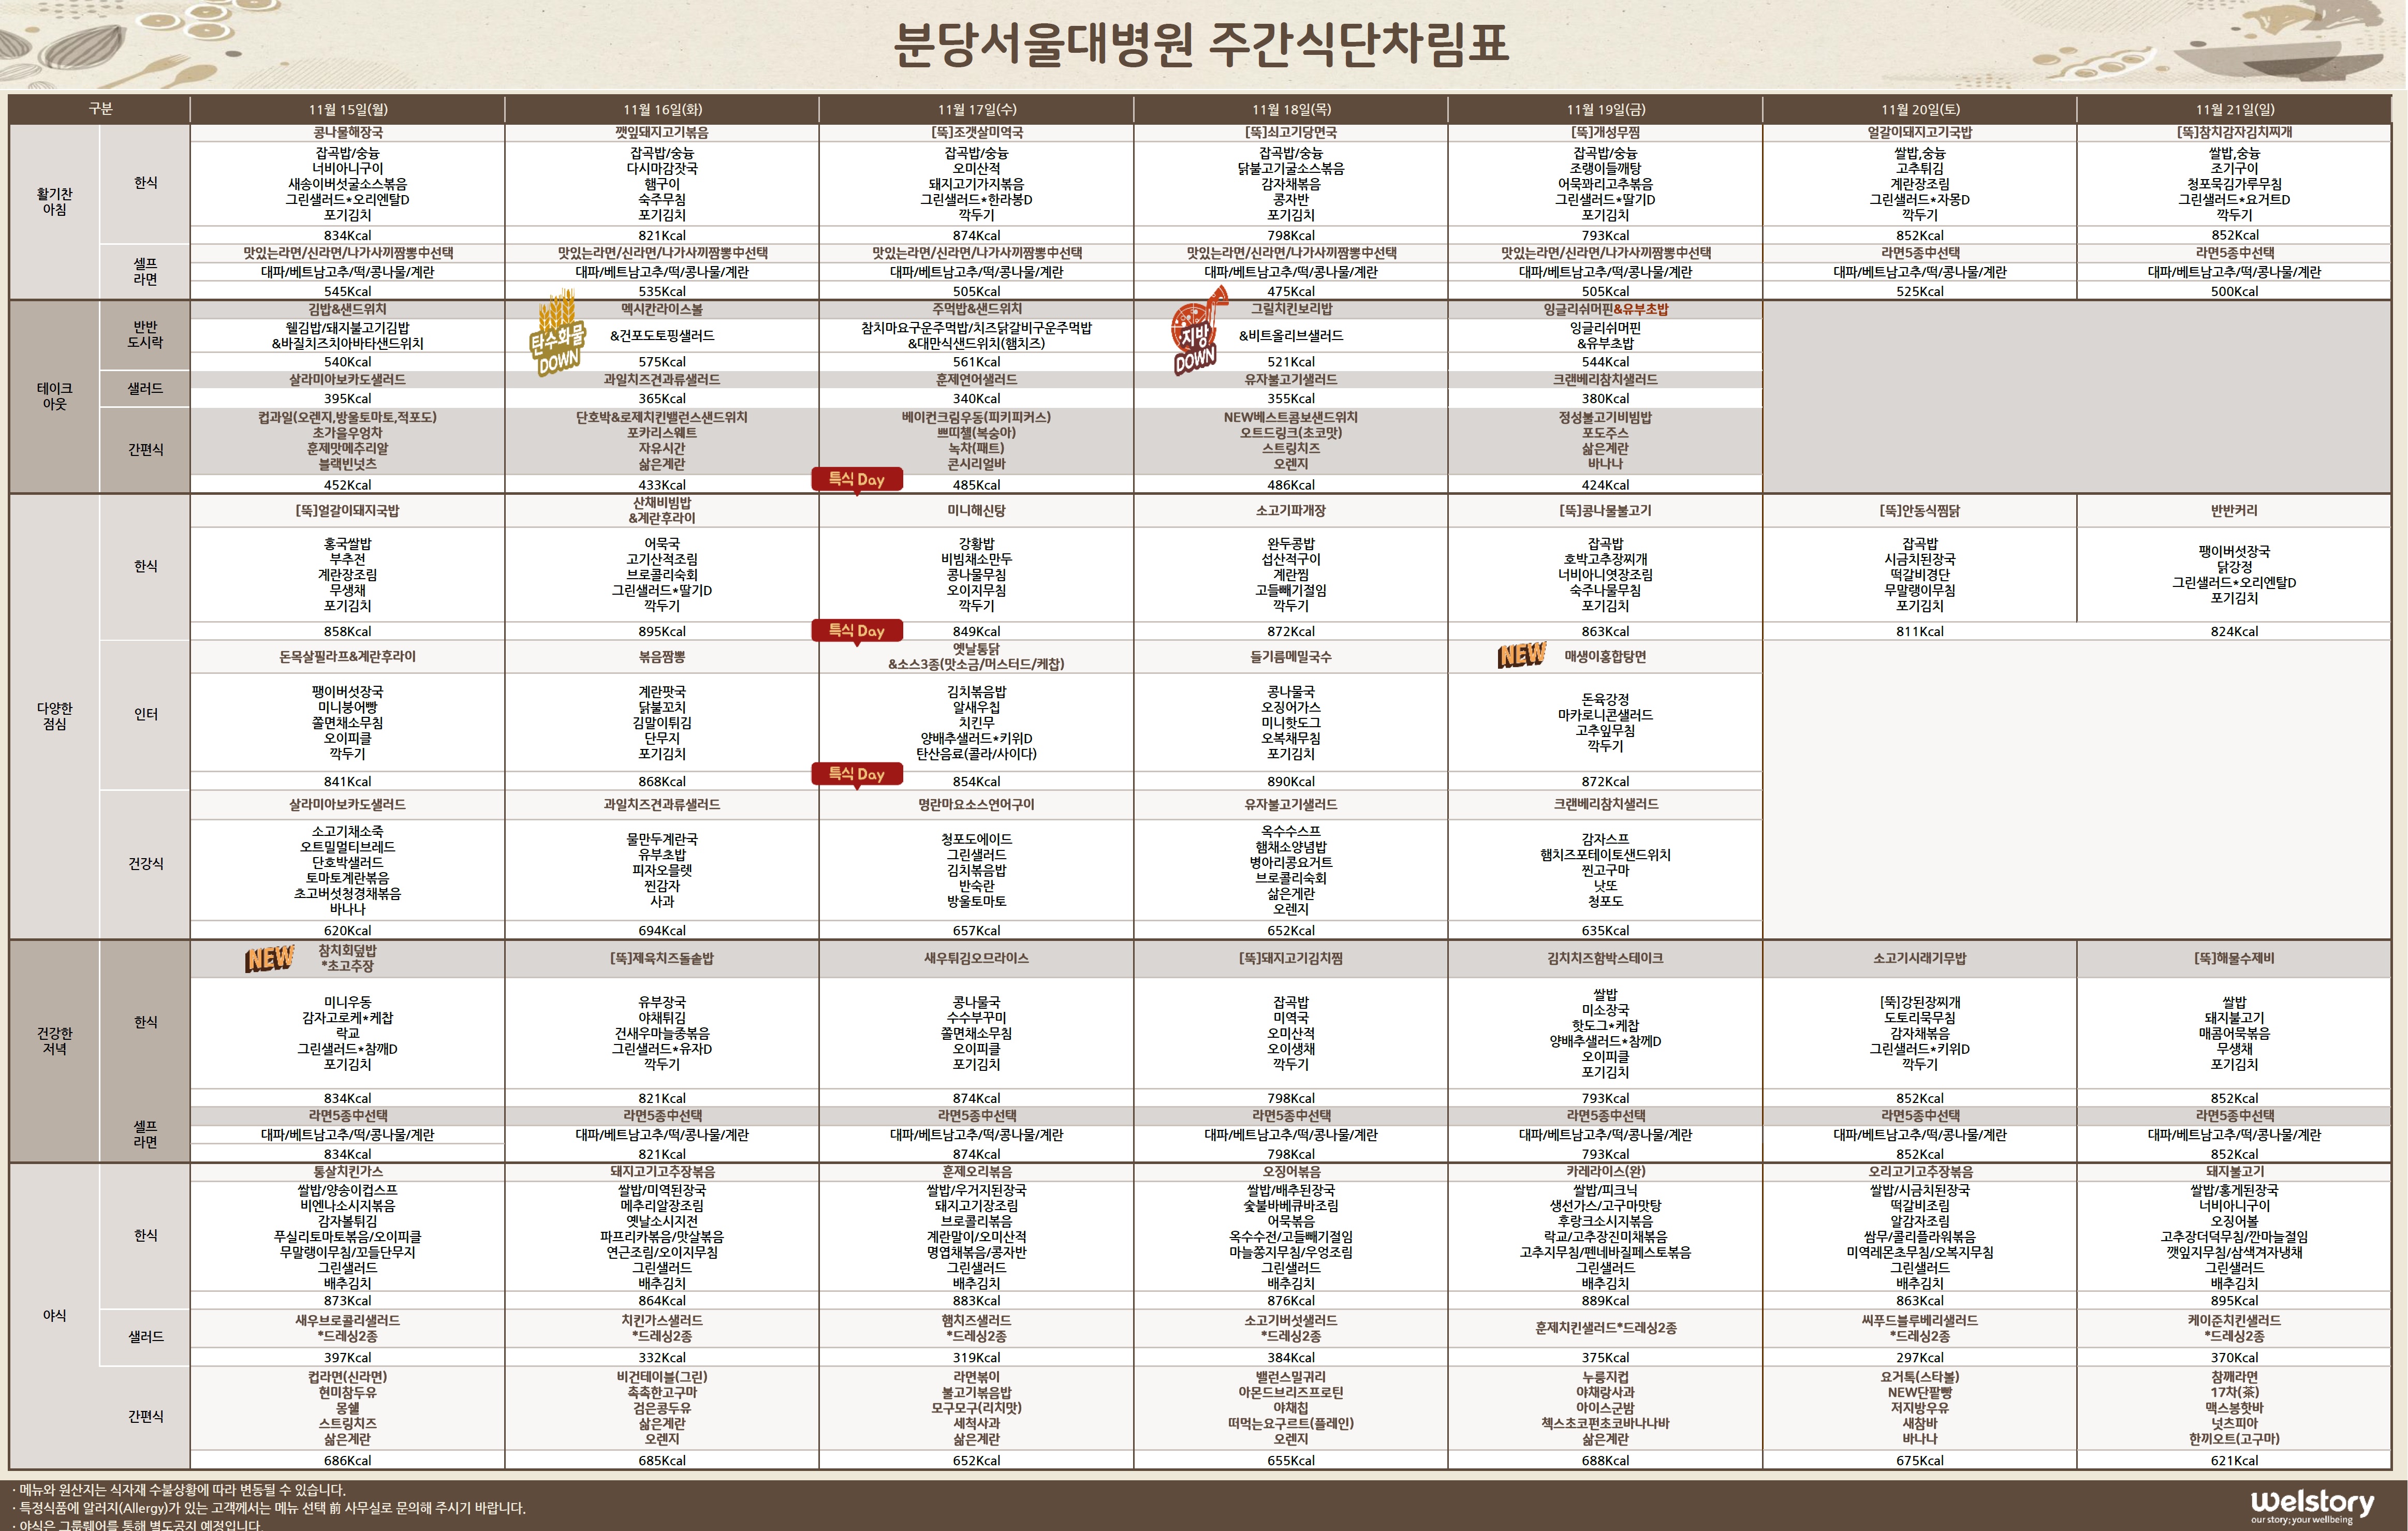 분당서울대병원 주간식단차림표
구분
11월 15일(월)
11월 16일(화)
11월 17일(수)
11월 18일(목)
11월 19일(금)
11월 20일(토)
11월 21일(일)
활기찬
아침
한식
콩나물해장국
잡곡밥/숭늉
너비아니구이
새송이버섯굴소스볶음
그린샐러드*오리엔탈D
포기김치
834Kcal
깻잎돼지고기볶음
잡곡밥/숭늉
다시마감잣국
햄구이
숙주무침
포기김치
821Kcal
[뚝]조갯살미역국
잡곡밥/숭늉
오미산적
돼지고기가지볶음
그린샐러드*한라봉D
깍두기
874Kcal
[뚝]쇠고기당면국
잡곡밥/숭늉
닭불고기굴소스볶음
감자채볶음
콩자반
포기김치
798Kcal
[뚝]개성무찜
잡곡밥/숭늉
조랭이들깨탕
어묵꽈리고추볶음
그린샐러드*딸기D
포기김치
793Kcal
얼갈이돼지고기국밥
쌀밥,숭늉
고추튀김
계란장조림
그린샐러드*자몽D
깍두기
852Kcal
[뚝]참치감자김치찌개
쌀밥,숭늉
조기구이
청포묵김가루무침
그린샐러드*요거트D
깍두기
852Kcal
셀프
라면
맛있는라면/신라면/나가사끼짬뽕中선택
대파/베트남고추/떡/콩나물/계란
545Kcal
맛있는라면/신라면/나가사끼짬뽕中선택
대파/베트남고추/떡/콩나물/계란
535Kcal
맛있는라면/신라면/나가사끼짬뽕中선택
대파/베트남고추/떡/콩나물/계란
505Kcal
맛있는라면/신라면/나가사끼짬뽕中선택
대파/베트남고추/떡/콩나물/계란
475Kcal
맛있는라면/신라면/나가사끼짬뽕中선택
대파/베트남고추/떡/콩나물/계란
505Kcal
라면5종中선택
대파/베트남고추/떡/콩나물/계란
525Kcal
라면5종中선택
대파/베트남고추/떡/콩나물/계란
500Kcal
테이크
아웃
반반
도시락
김밥&샌드위치
웰김밥/돼지불고기김밥
&바질치즈치아바타샌드위치
540Kcal
탄수화물
DOWN
멕시칸라이스볼
&건포도토핑샐러드
575Kcal
주먹밥&샌드위치
참치마요구운주먹밥/치즈닭갈비구운주먹밥
&대만식샌드위치(햄치즈)
561Kcal
지방
DOWN
그릴치킨보리밥
&비트올리브샐러드
521Kcal
잉글리쉬머핀&유부초밥
잉글리쉬머핀
&유부초밥
544Kcal
샐러드
살라미아보카도샐러드
395Kcal
과일치즈견과류샐러드
365Kcal
훈제연어샐러드
340Kcal
유자불고기샐러드
355Kcal
크랜베리참치샐러드
380Kcal
간편식
컵과일(오렌지,방울토마토,적포도)
초가을우엉차
훈제맛메추리알
블랙빈넛츠
452Kcal
단호박&로제치킨밸런스샌드위치
포카리스웨트
자유시간
삶은계란
433Kcal
베이컨크림우동(피키피커스)
쁘띠첼(복숭아)
녹차(패트)
콘시리얼바
485Kcal
NEW베스트콤보샌드위치
오트드링크(초코맛)
스트링치즈
오렌지
486Kcal
정성불고기비빔밥
포도주스
삶은계란
바나나
424Kcal
다양한
점심
한식
[뚝]얼갈이돼지국밥
홍국쌀밥
부추전
계란장조림
무생채
포기김치
858Kcal
산채비빔밥
&계란후라이
어묵국
고기산적조림
브로콜리숙회
그린샐러드*딸기D
깍두기
895Kcal
특식 Day
미니해신탕
강황밥
비빔채소만두
콩나물무침
오이지무침
깍두기
849Kcal
소고기파개장
완두콩밥
섭산적구이
계란찜
고들빼기절임
깍두기
872Kcal
[뚝]콩나물불고기
잡곡밥
호박고추장찌개
너비아니엿장조림
숙주나물무침
포기김치
863Kcal
[뚝]안동식찜닭
잡곡밥
시금치된장국
떡갈비경단
무말랭이무침
포기김치
811Kcal
반반커리
팽이버섯장국
닭강정
그린샐러드*오리엔탈D
포기김치
824Kcal
인터
돈목살필라프&계란후라이
팽이버섯장국
미니붕어빵
쫄면채소무침
오이피클
깍두기
841Kcal
볶음짬뽕
계란팟국
닭불꼬치
김말이튀김
단무지
포기김치
868Kcal
특식 Day
옛날통닭
&소스3종(맛소금/머스터드/케찹)
김치볶음밥
알새우칩
치킨무
양배추샐러드*키위D
탄산음료(콜라/사이다)
854Kcal
들기름메밀국수
콩나물국
오징어가스
미니핫도그
오복채무침
포기김치
890Kcal
NEW
매생이홍합탕면
돈육강정
마카로니콘샐러드
고추잎무침
깍두기
872Kcal
건강식
살라미아보카도샐러드
소고기채소죽
오트밀멀티브레드
단호박샐러드
토마토계란볶음
초고버섯청경채볶음
바나나
620Kcal
과일치즈견과류샐러드
물만두계란국
유부초밥
피자오믈렛
찐감자
사과
694Kcal
특식 Day
명란마요소스연어구이
청포도에이드
그린샐러드
김치볶음밥
반숙란
방울토마토
657Kcal
유자불고기샐러드
옥수수스프
햄채소양념밥
병아리콩요거트
브로콜리숙회
삶은계란
오렌지
652Kcal
크랜베리참치샐러드
감자스프
햄치즈포테이토샌드위치
찐고구마
낫또
청포도
635Kcal
건강한
저녁
한식
NEW
참치회덮밥
*초고추장
미니우동
감자고로케*케찹
락교
그린샐러드*참깨D
포기김치
834Kcal
[뚝]제육치즈돌솥밥
유부장국
야채튀김
건새우마늘종볶음
그린샐러드*유자D
깍두기
821Kcal
새우튀김오므라이스
콩나물국
수수부꾸미
쫄면채소무침
오이피클
포기김치
874Kcal
[뚝]돼지고기김치찜
잡곡밥
미역국
오미산적
오이생채
깍두기
798Kcal
김치치즈함박스테이크
쌀밥
미소장국
핫도그*케찹
양배추샐러드*참께D
오이피클
포기김치
793Kcal
소고기시래기무밥
[뚝]강된장찌개
도토리묵무침
감자채볶음
그린샐러드*키위D
깍두기
852Kcal
[뚝]해물수제비
쌀밥
돼지불고기
매콤어묵볶음
무생채
포기김치
852Kcal
셀프
라면
라면5종中선택
대파/베트남고추/떡/콩나물/계란
834Kcal
라면5종中선택
대파/베트남고추/떡/콩나물/계란
821Kcal
라면5종中선택
대파/베트남고추/떡/콩나물/계란
874Kcal
라면5종中선택
대파/베트남고추/떡/콩나물/계란
798Kcal
라면5종中선택
대파/베트남고추/떡/콩나물/계란
793Kcal
라면5종中선택
대파/베트남고추/떡/콩나물/계란
852Kcal
라면5종中선택
대파/베트남고추/떡/콩나물/계란
852Kcal
야식
한식
통살치킨가스
쌀밥/양송이컵스프
비엔나소시지볶음
감자볼튀김
푸실리토마토볶음/오이피클
무말랭이무침/꼬들단무지
그린샐러드
배추김치
873Kcal
돼지고기고추장볶음
쌀밥/미역된장국
메추리알장조림
옛날소시지전
파프리카볶음/맛살볶음
연근조림/오이지무침
그린샐러드
배추김치
864Kcal
훈제오리볶음
쌀밥/우거지된장국
돼지고기장조림
브로콜리볶음
계란말이/오미산적
명엽채볶음/콩자반
그린샐러드
배추김치
883Kcal
오징어볶음
쌀밥/배추된장국
숯불바베큐바조림
어묵볶음
옥수수전/고들빼기절임
마늘쫑지무침/우엉조림
그린샐러드
배추김치
876Kcal
카레라이스(완)
쌀밥/피크닉
생선가스/고구마맛탕
후랑크소시지볶음
락교/고추장진미채볶음
고추지무침/펜네바질페스토볶음
그린샐러드
배추김치
889Kcal
오리고기고추장볶음
쌀밥/시금치된장국
떡갈비조림
알감자조림
쌈무/콜리플라워볶음
미역레몬초무침/오복지무침
그린샐러드
배추김치
863Kcal
돼지불고기
쌀밥/홍게된장국
너비아니구이
오징어볼
고추장더덕무침/깐마늘절임
깻잎지무침/삼색겨자냉채
그린샐러드
배추김치
895Kcal
샐러드
새우브로콜리샐러드
*드레싱2종
397Kcal
치킨가스샐러드
*드레싱2종
332Kcal
햄치즈샐러드
*드레싱2종
319Kcal
소고기버섯샐러드
*드레싱2종
384Kcal
훈제치킨샐러드*드레싱2종
375Kcal
씨푸드블루베리샐러드
*드레싱2종
297Kcal
케이준치킨샐러드
*드레싱2종
370Kcal
간편식
컵라면(신라면)
현미참두유
몽쉘
스트링치즈
삶은계란
686Kcal
비건테이블(그린)
촉촉한고구마
검은콩두유
삶은계란
오렌지
685Kcal
라면볶이
불고기볶음밥
모구모구(리치맛)
세척사과
삶은계란
652Kcal
밸런스밀귀리
아몬드브리즈프로틴
야채칩
떠먹는요구르트(플레인)
오렌지
655Kcal
누룽지컵
야채랑사과
아이스군밤
첵스초코펀초코바나나바
삶은계란
688Kcal
요거톡(스타볼)
NEW단팥빵
저지방우유
새참바
바나나
675Kcal
참깨라면
17차(茶)
맥스봉핫바
넛츠피아
한끼오트(고구마)
621Kcal
· 메뉴와 원산지는 식자재 수불상황에 따라 변동될 수 있습니다.
· 특정식품에 알러지(Allergy)가 있는 고객께서는 메뉴 선택 前 사무실로 문의해 주시기 바랍니다.
· 야식은 그룹웨어를 통해 별도공지 예정입니다.
welstory
our story; your wellbeing